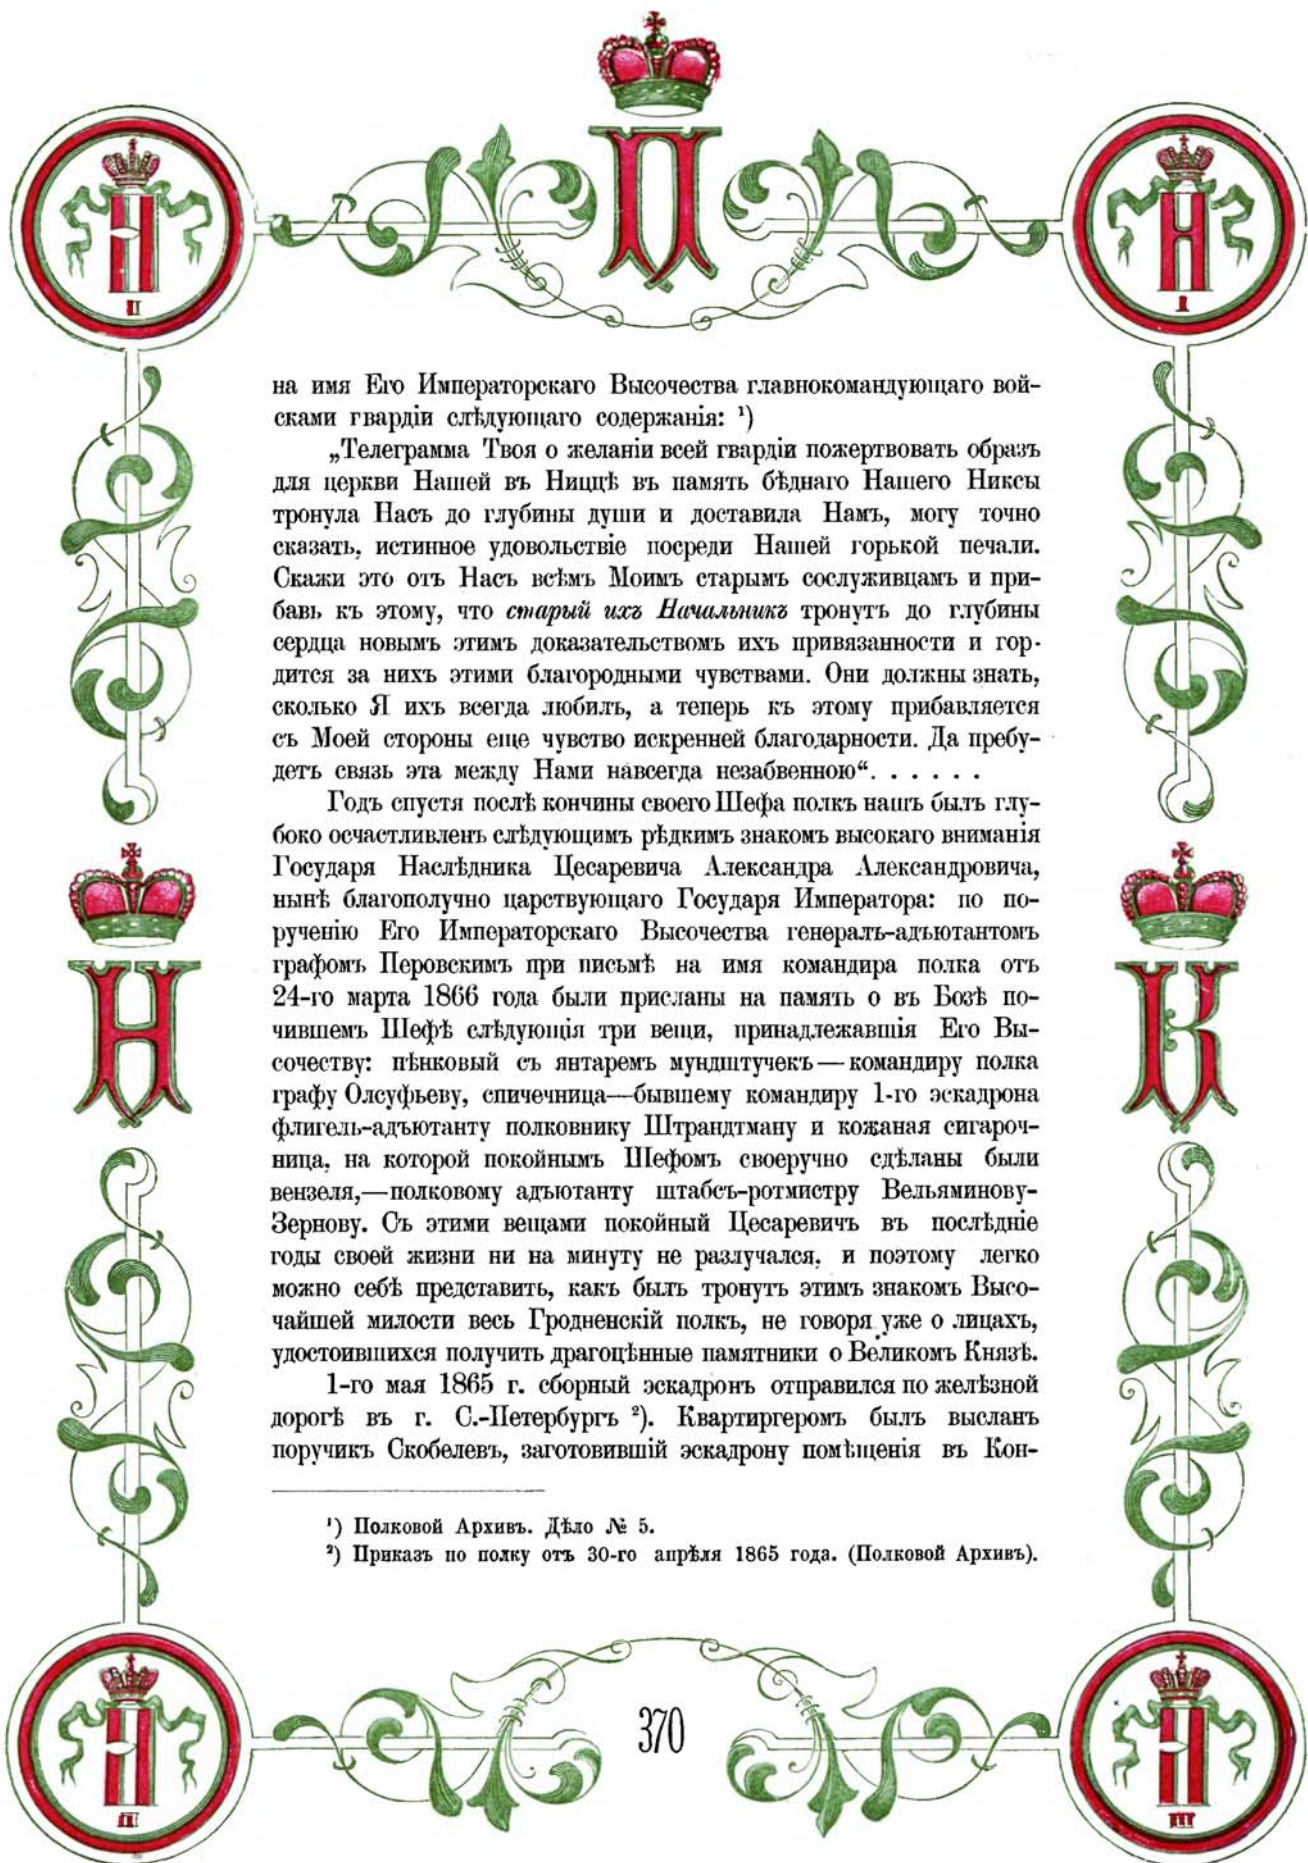 П
II
I
на имя Его Императорскаго Высочества главнокомандующаго вой-
сками гвардіи слѣдующаго содержанія: ¹)
„Телеграмма Твоя о желаніи всей гвардіи пожертвовать образъ
для церкви Нашей въ Ниццѣ въ память бѣднаго Нашего Никсы
тронула Насъ до глубины души и доставила Намъ, могу точно
сказать, истинное удовольствіе посреди Нашей горькой печали.
Скажи это отъ Насъ всѣмъ Моимъ старымъ сослуживцамъ и при-
бавь къ этому, что старый ихъ Начальникъ тронутъ до глубины
сердца новымъ этимъ доказательствомъ ихъ привязанности и гор-
дится за нихъ этими благородными чувствами. Они должны знать,
сколько Я ихъ всегда любилъ, а теперь къ этому прибавляется
съ Моей стороны еще чувство искренней благодарности. Да пребу-
детъ связь эта между Нами навсегда незабвенною“. . . . . .
Годъ спустя послѣ кончины своего Шефа полкъ нашъ былъ глу-
боко осчастливленъ слѣдующимъ рѣдкимъ знакомъ высокаго вниманія
Государя Наслѣдника Цесаревича Александра Александровича,
нынѣ благополучно царствующаго Государя Императора: по по-
рученію Его Императорскаго Высочества генералъ-адъютантомъ
графомъ Перовскимъ при письмѣ на имя командира полка отъ
24-го марта 1866 года были присланы на память о въ Бозѣ по-
чившемъ Шефѣ слѣдующія три вещи, принадлежавшія Его Вы-
сочеству: пѣнковый съ янтаремъ мундштучекъ — командиру полка
графу Олсуфьеву, спичечница—бывшему командиру 1-го эскадрона
флигель-адъютанту полковнику Штрандтману и кожаная сигароч-
ница, на которой покойнымъ Шефомъ своеручно сдѣланы были
вензеля,—полковому адъютанту штабсъ-ротмистру Вельяминову-
Зернову. Съ этими вещами покойный Цесаревичъ въ послѣдніе
годы своей жизни ни на минуту не разлучался, и поэтому легко
можно себѣ представить, какъ былъ тронутъ этимъ знакомъ Высо-
чайшей милости весь Гродненскій полкъ, не говоря уже о лицахъ,
удостоившихся получить драгоцѣнные памятники о Великомъ Князѣ.
1-го мая 1865 г. сборный эскадронъ отправился по желѣзной
дорогѣ въ г. С.-Петербургъ ²). Квартиргеромъ былъ высланъ
поручикъ Скобелевъ, заготовившій эскадрону помѣщенія въ Кон-
Н
К
¹) Полковой Архивъ. Дѣло № 5.
²) Приказъ по полку отъ 30-го апрѣля 1865 года. (Полковой Архивъ).
370
III